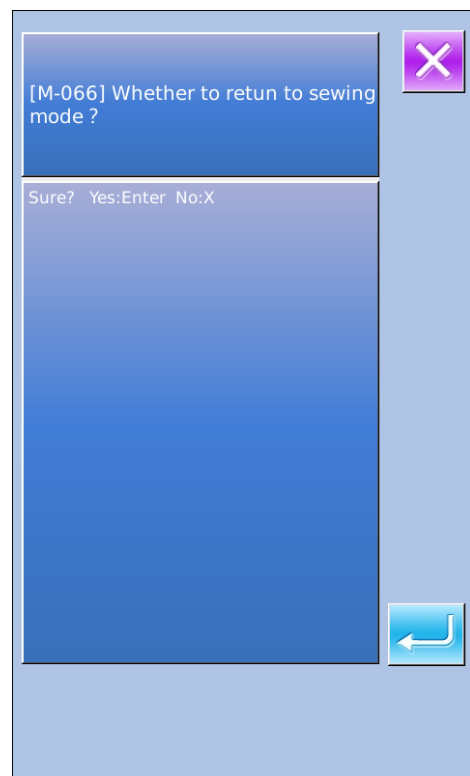 [M-066] Whether to retun to sewing
mode ?
Sure? Yes:Enter No:X